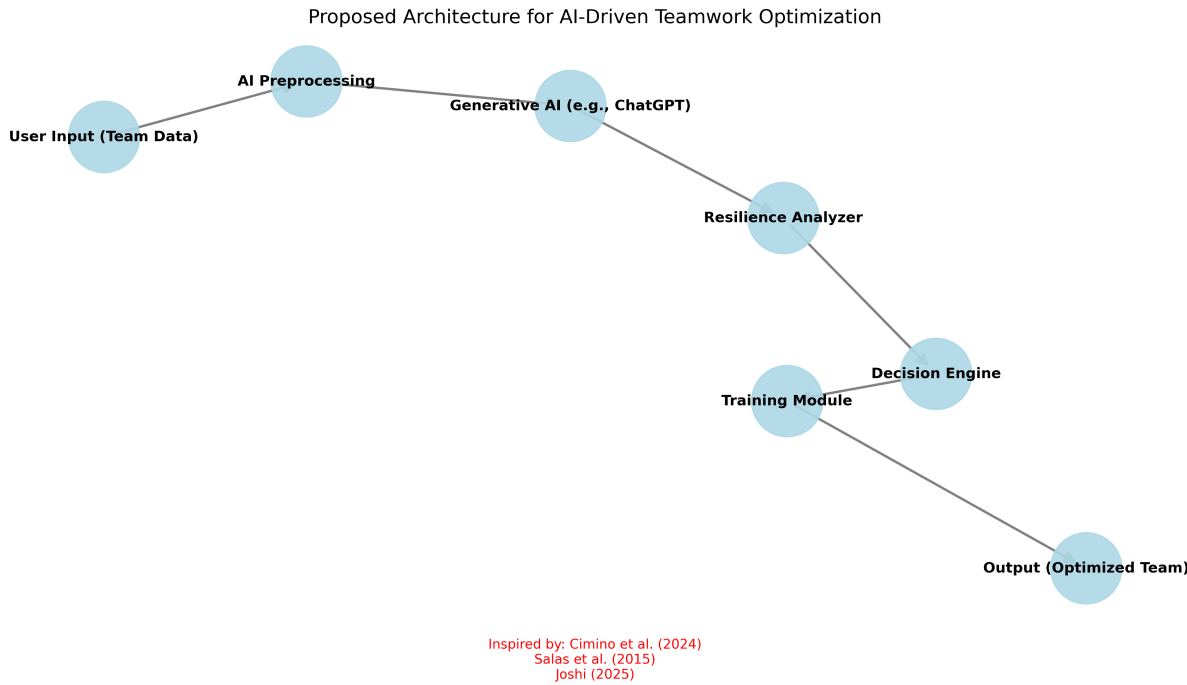 Proposed Architecture for AI-Driven Teamwork Optimization
AI Preprocessing
Generative AI (e.g., ChatGPT)
User Input (Team Data)
Resilience Analyzer
Decision Engine
Training Module
Output (Optimized Team)
Inspired by: Cimino et al. (2024)
Salas et al. (2015)
Joshi (2025)